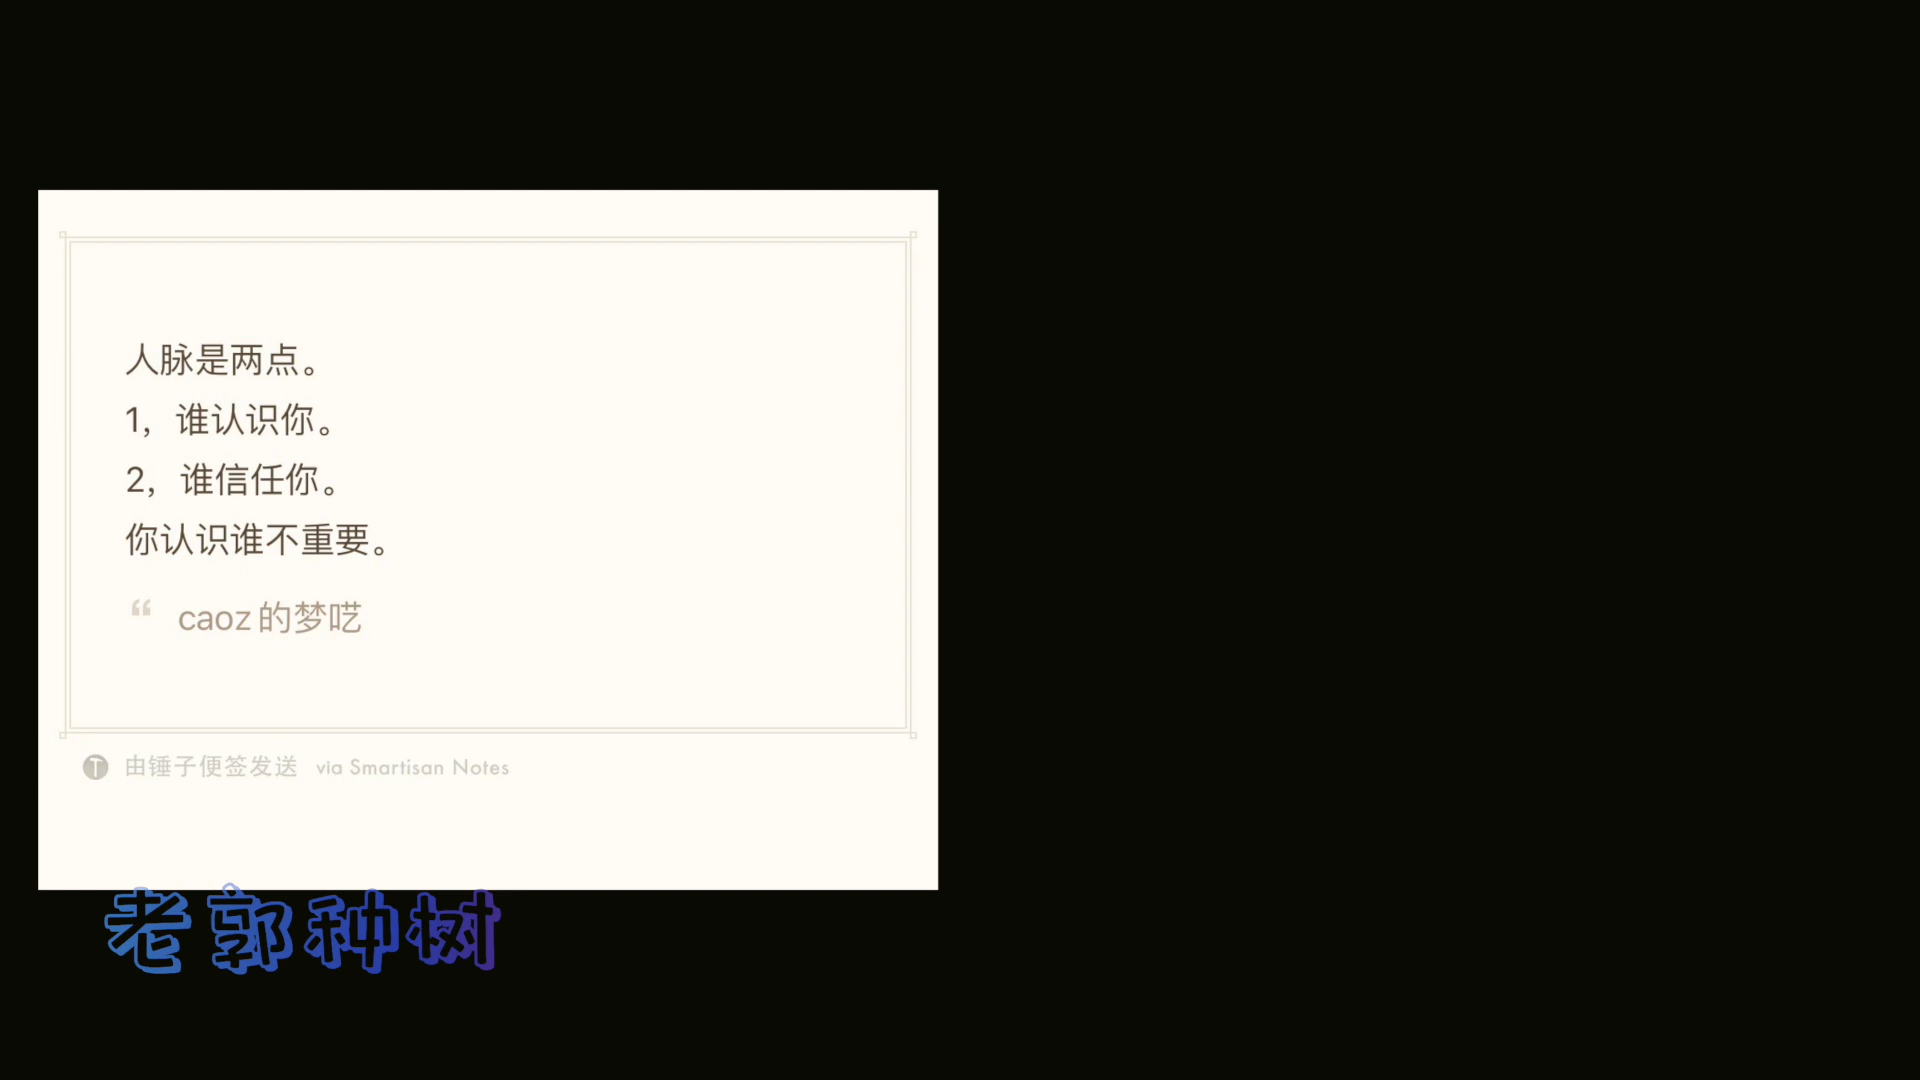 人脉是两点。
1，谁认识你。
2，谁信任你。
你认识谁不重要。
“ caoz的梦呓
T 由锤子便签发送 via Smartisan Notes
老郭种树